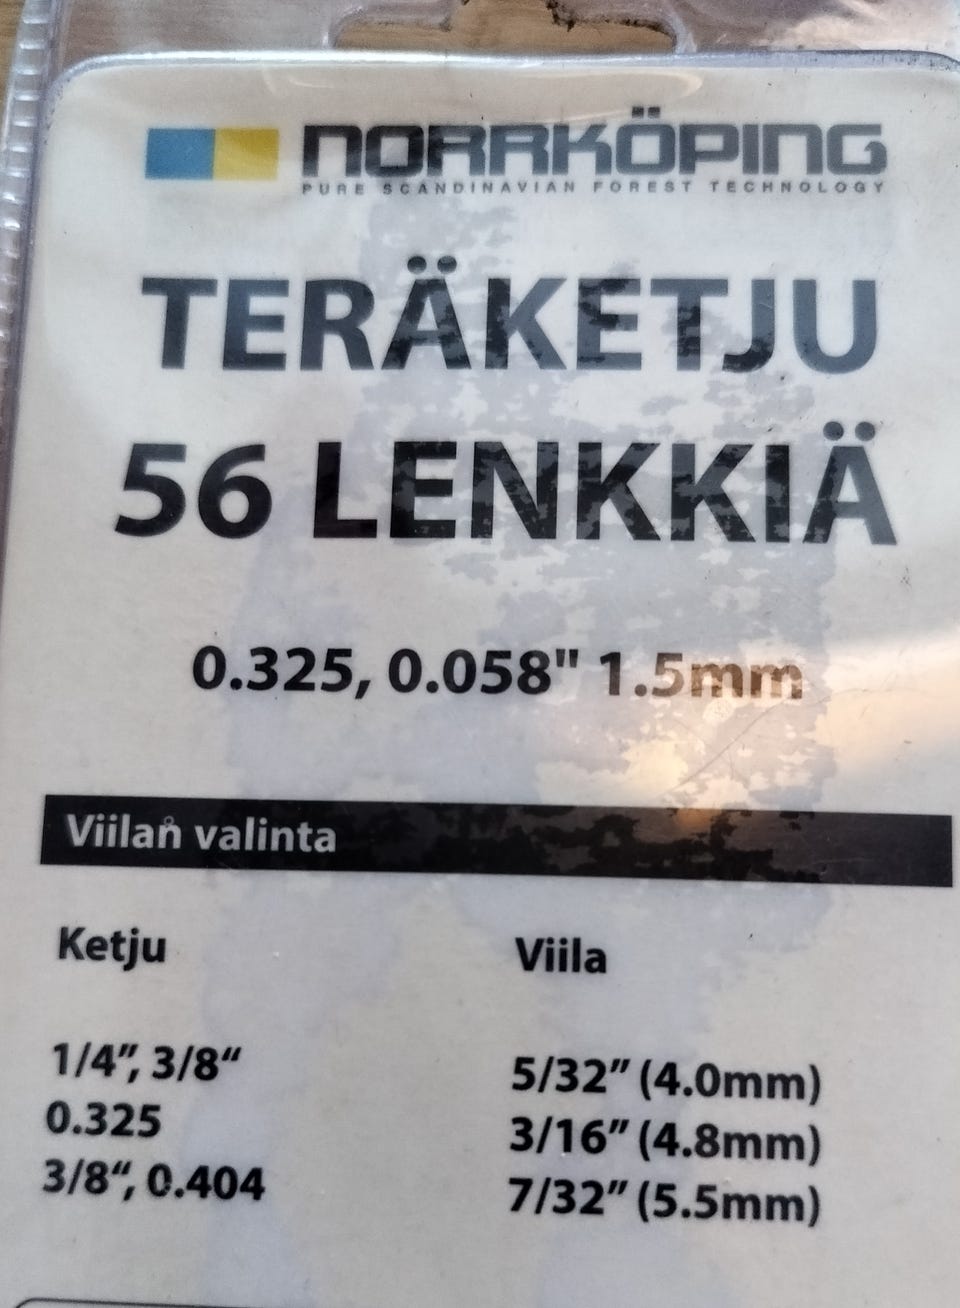 NORRKÖPING
PURE SCANDINAVIAN FOREST TECHNOLOGY
TERÄKETJU
56 LENKKIÄ
0.325, 0.058" 1.5mm
Viilan valinta
Ketju Viila
1/4”, 3/8“ 5/32” (4.0mm)
0.325 3/16” (4.8mm)
3/8“, 0.404 7/32” (5.5mm)